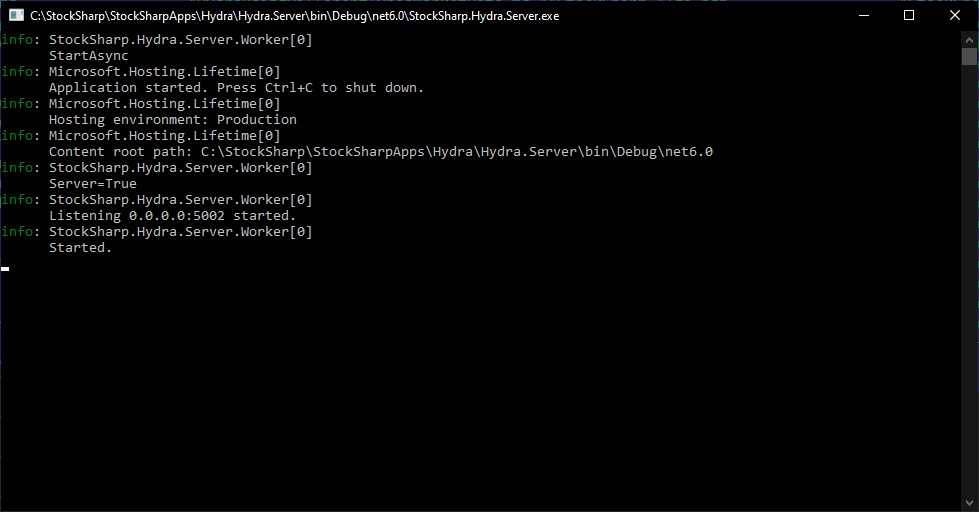 C:\StockSharp\StockSharpApps\Hydra\Hydra.Server\bin\Debug\net6.0\StockSharp.Hydra.Server.exe
info: StockSharp.Hydra.Server.Worker[0]
StartAsync
info: Microsoft.Hosting.Lifetime[0]
Application started. Press Ctrl+C to shut down.
info: Microsoft.Hosting.Lifetime[0]
Hosting environment: Production
info: Microsoft.Hosting.Lifetime[0]
Content root path: C:\StockSharp\StockSharpApps\Hydra\Hydra.Server\bin\Debug\net6.0
info: StockSharp.Hydra.Server.Worker[0]
Server=True
info: StockSharp.Hydra.Server.Worker[0]
Listening 0.0.0.0:5002 started.
info: StockSharp.Hydra.Server.Worker[0]
Started.